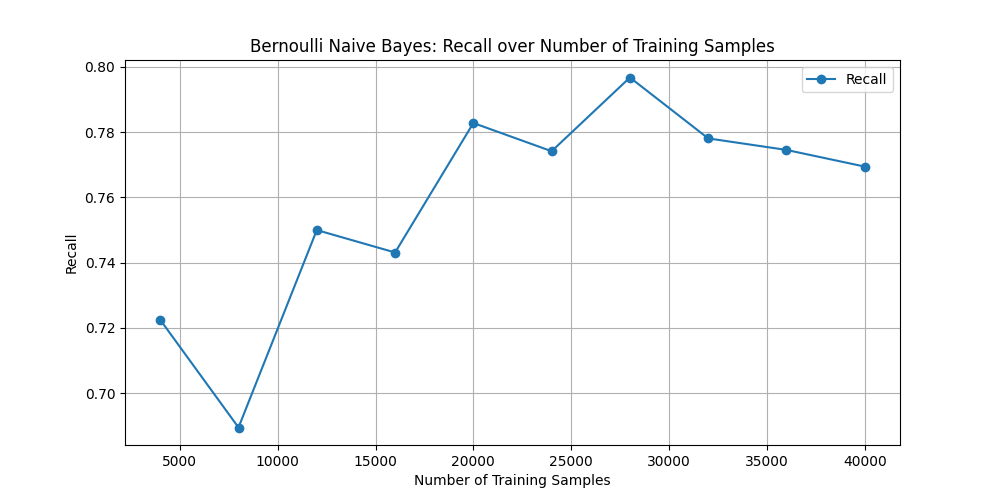 Bernoulli Naive Bayes: Recall over Number of Training Samples
Recall
0.80
0.78
0.76
0.74
0.72
0.70
Recall
5000 10000 15000 20000 25000 30000 35000 40000
Number of Training Samples